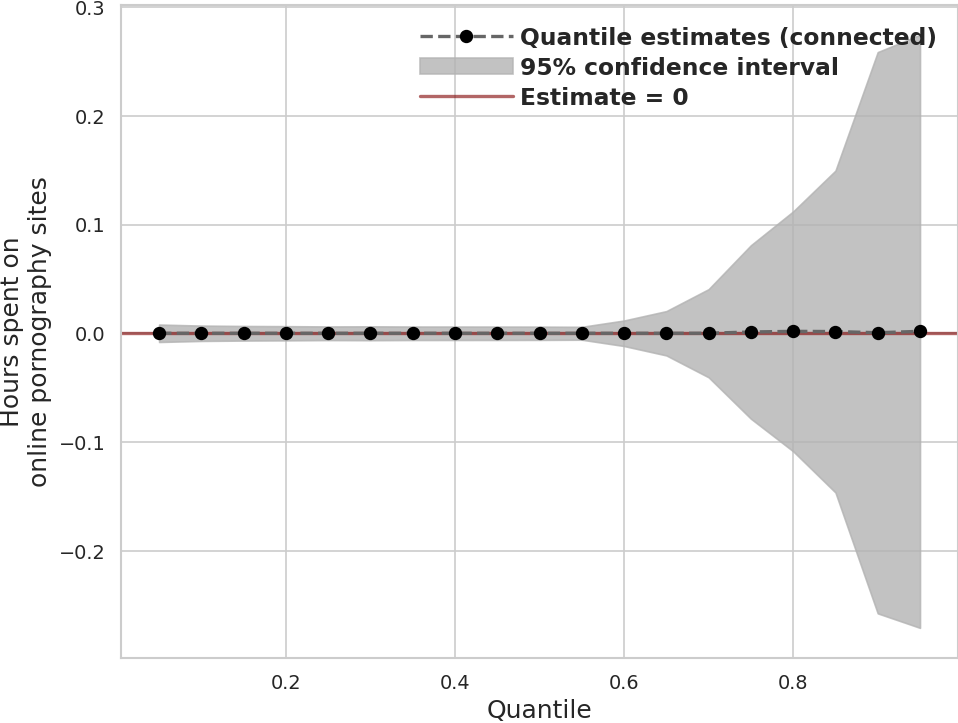 Quantile estimates (connected)
95% confidence interval
Estimate = 0
Hours spent on
online pornography sites
0.3
0.2
0.1
0.0
−0.1
−0.2
0.2
0.4
0.6
0.8
Quantile